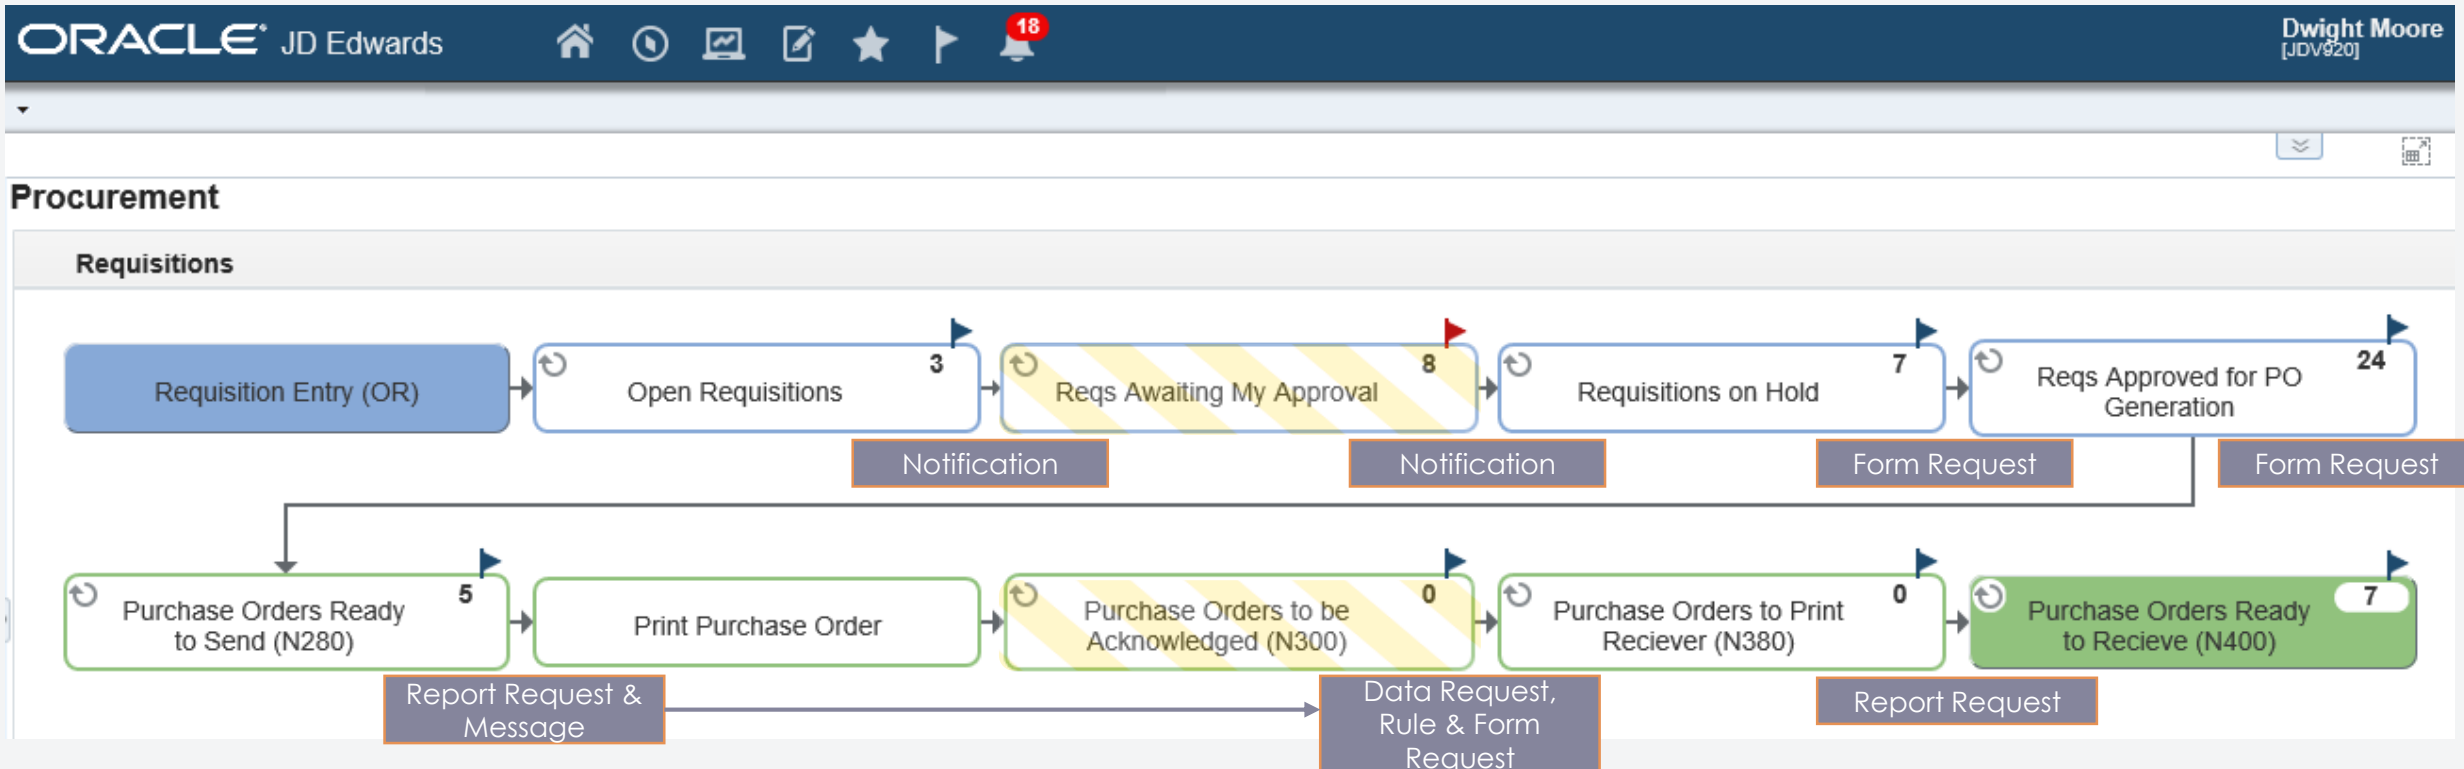 ORACLE JD Edwards
18
Dwight Moore
[JDV920]
Procurement
Requisitions
Requisition Entry (OR)
3
Open Requisitions
8
Reqs Awaiting My Approval
7
Requisitions on Hold
24
Reqs Approved for PO
Generation
Notification
Notification
Form Request
Form Request
5
Purchase Orders Ready
to Send (N280)
Print Purchase Order
0
Purchase Orders to be
Acknowledged (N300)
0
Purchase Orders to Print
Reciever (N380)
7
Purchase Orders Ready
to Recieve (N400)
Report Request &
Message
Data Request,
Rule & Form
Request
Report Request